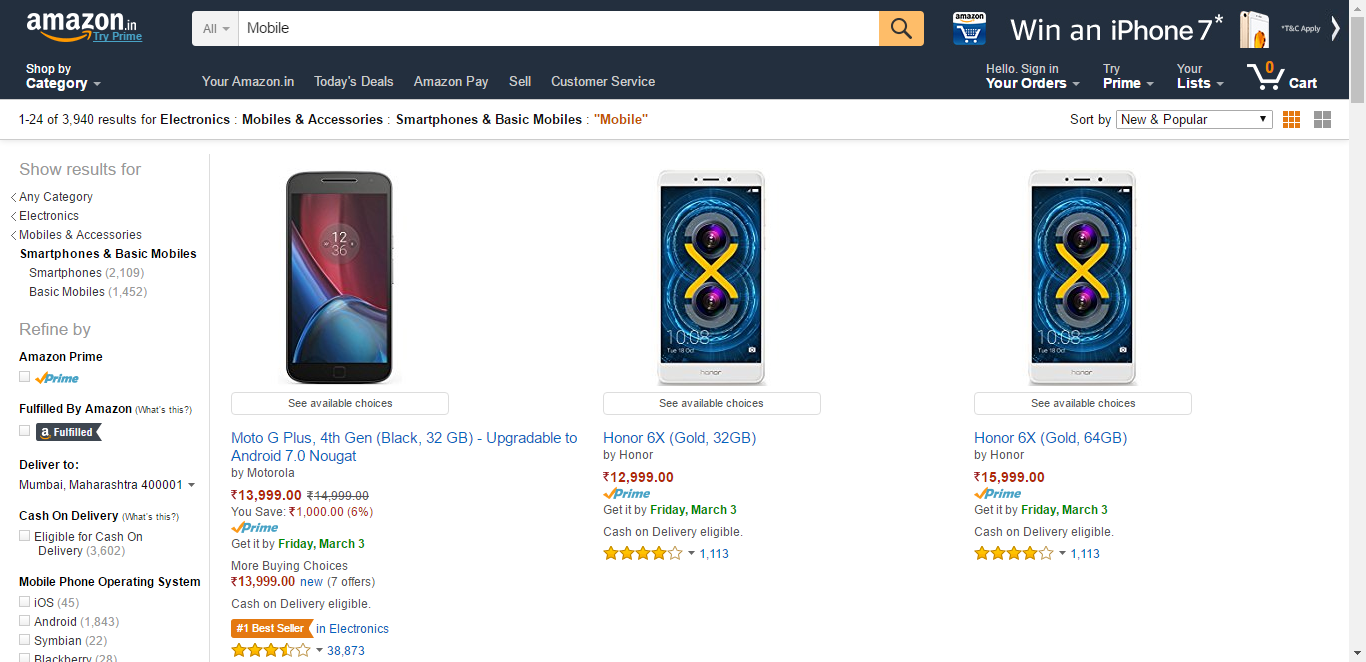 amazon.in
Try Prime
All
Mobile
amazon
Win an iPhone 7*
*T&C Apply
Shop by
Category
Your Amazon.in
Today's Deals
Amazon Pay
Sell
Customer Service
Hello. Sign in
Your Orders
Try
Prime
Your
Lists
0
Cart
1-24 of 3,940 results for Electronics : Mobiles & Accessories : Smartphones & Basic Mobiles : "Mobile"
Sort by New & Popular
Show results for
Any Category
Electronics
Mobiles & Accessories
Smartphones & Basic Mobiles
Smartphones (2,109)
Basic Mobiles (1,452)
Refine by
Amazon Prime
Prime
Fulfilled By Amazon (What's this?)
a Fulfilled
Deliver to:
Mumbai, Maharashtra 400001
Cash On Delivery (What's this?)
Eligible for Cash On
Delivery (3,602)
Mobile Phone Operating System
iOS (45)
Android (1,843)
Symbian (22)
Blackberry (28)
12
36
See available choices
Moto G Plus, 4th Gen (Black, 32 GB) - Upgradable to
Android 7.0 Nougat
by Motorola
₹13,999.00 ₹14,999.00
You Save: ₹1,000.00 (6%)
Prime
Get it by Friday, March 3
More Buying Choices
₹13,999.00 new (7 offers)
Cash on Delivery eligible.
#1 Best Seller in Electronics
38,873
10:08
Tue 18 Oct
honor
See available choices
Honor 6X (Gold, 32GB)
by Honor
₹12,999.00
Prime
Get it by Friday, March 3
Cash on Delivery eligible.
1,113
10:08
Tue 18 Oct
honor
See available choices
Honor 6X (Gold, 64GB)
by Honor
₹15,999.00
Prime
Get it by Friday, March 3
Cash on Delivery eligible.
1,113